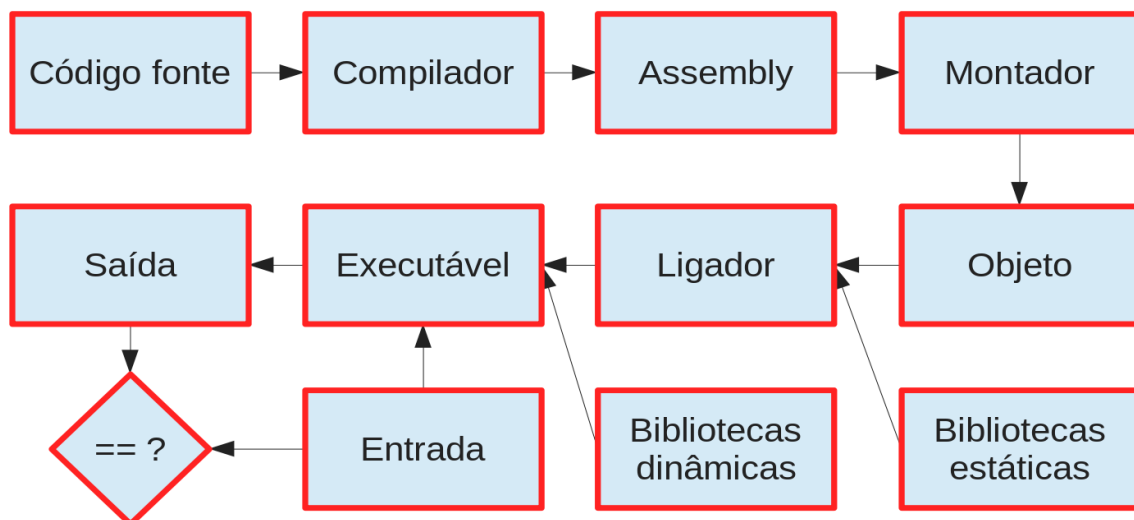 Código fonte
Compilador
Assembly
Montador
Saída
Executável
Ligador
Objeto
== ?
Entrada
Bibliotecas
dinâmicas
Bibliotecas
estáticas